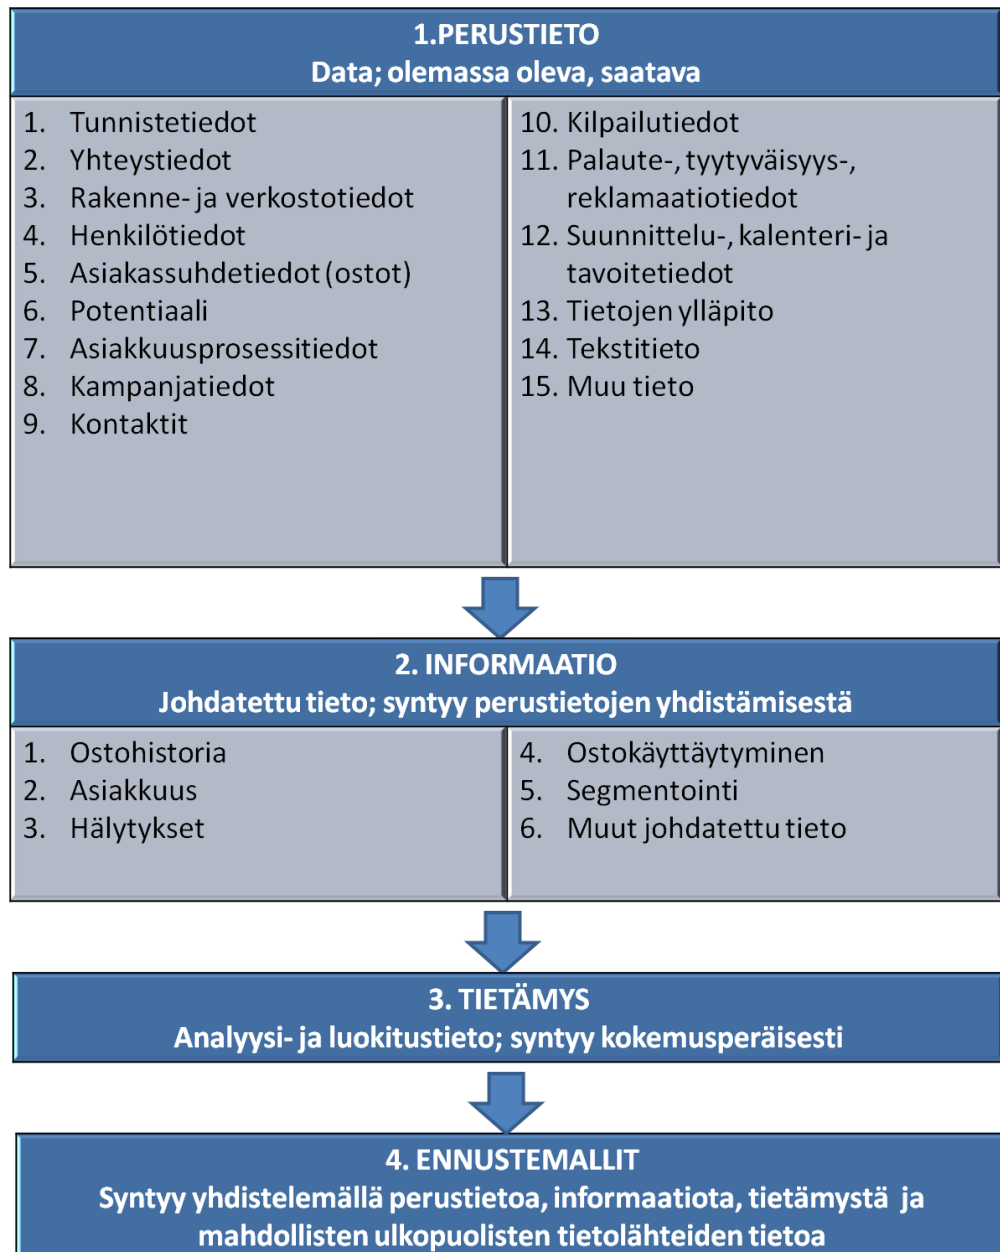 1.PERUSTIETO
Data; olemassa oleva, saatava
1. Tunnistetiedot
2. Yhteystiedot
3. Rakenne- ja verkostotiedot
4. Henkilötiedot
5. Asiakassuhdetiedot (ostot)
6. Potentiaali
7. Asiakkuusprosessitiedot
8. Kampanjatiedot
9. Kontaktit
10. Kilpailutiedot
11. Palaute-, tyytyväisyys-,
reklamaatiotiedot
12. Suunnittelu-, kalenteri- ja
tavoitetiedot
13. Tietojen ylläpito
14. Tekstitieto
15. Muu tieto
2. INFORMAATIO
Johdatettu tieto; syntyy perustietojen yhdistämisestä
1. Ostohistoria
2. Asiakkuus
3. Hälytykset
4. Ostokäyttäytyminen
5. Segmentointi
6. Muut johdatettu tieto
3. TIETÄMYS
Analyysi- ja luokitustieto; syntyy kokemusperäisesti
4. ENNUSTEMALLIT
Syntyy yhdistelemällä perustietoa, informaatiota, tietämystä ja
mahdollisten ulkopuolisten tietolähteiden tietoa